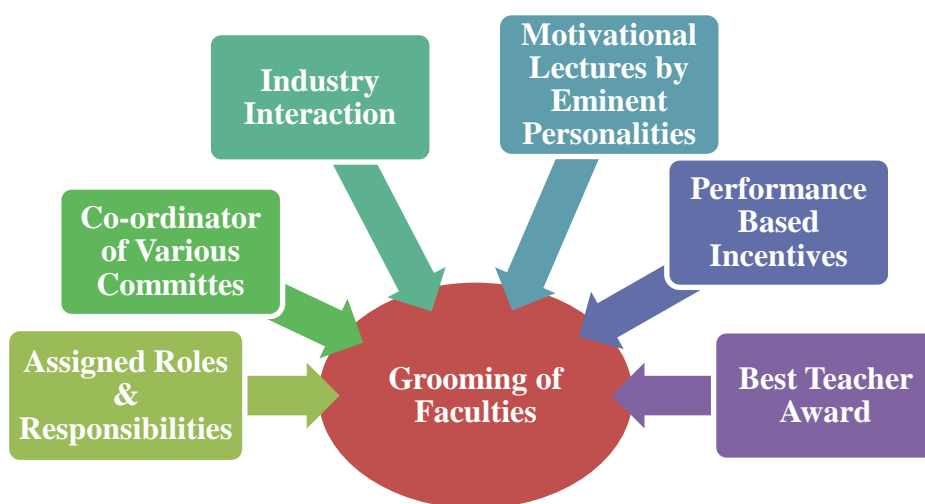 Assigned Roles
&
Responsibilities
Co-ordinator
of Various
Committes
Industry
Interaction
Motivational
Lectures by
Eminent
Personalities
Performance
Based
Incentives
Best Teacher
Award
Grooming of
Faculties